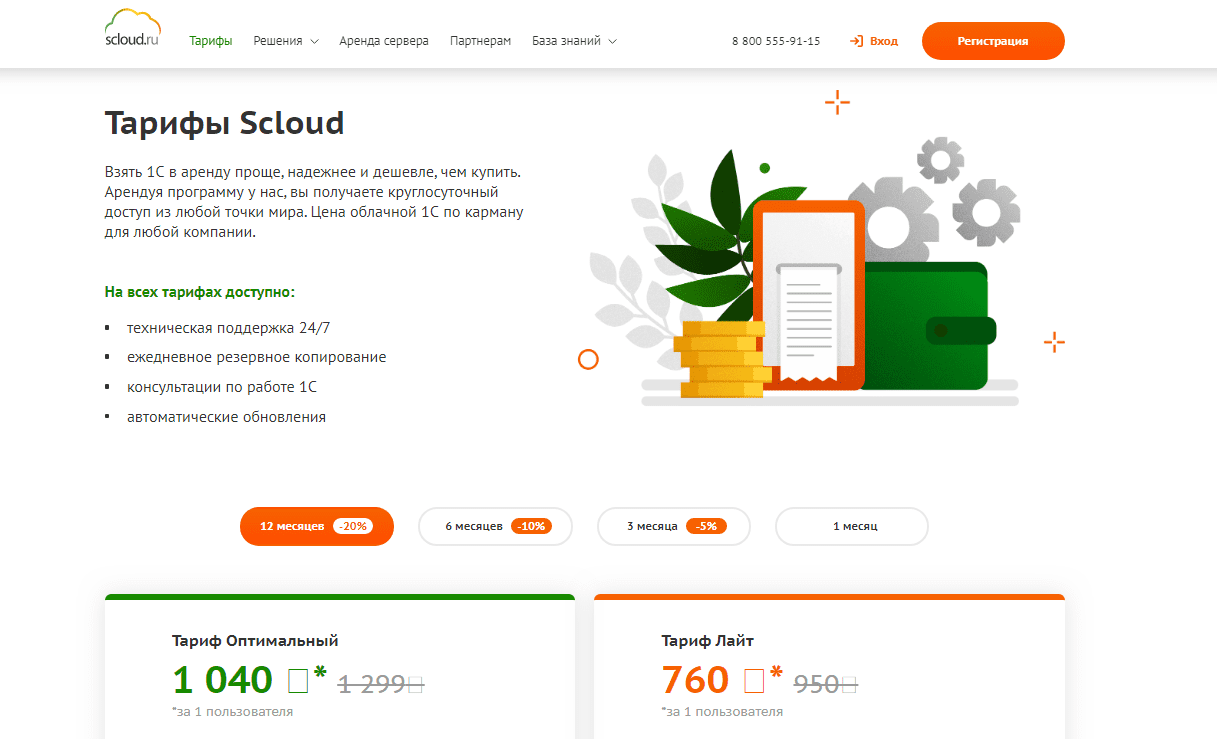 scloud.ru
Тарифы Решения Аренда сервера Партнерам База знаний 8 800 555-91-15 Вход Регистрация
Тарифы Scloud
Взять 1С в аренду проще, надежнее и дешевле, чем купить.
Арендуя программу у нас, вы получаете круглосуточный
доступ из любой точки мира. Цена облачной 1С по карману
для любой компании.
На всех тарифах доступно:
• техническая поддержка 24/7
• ежедневное резервное копирование
• консультации по работе 1С
• автоматические обновления
12 месяцев -20% 6 месяцев -10% 3 месяца -5% 1 месяц
Тариф Оптимальный
1 040 □* 1 299□
*за 1 пользователя
Тариф Лайт
760 □* 950□
*за 1 пользователя